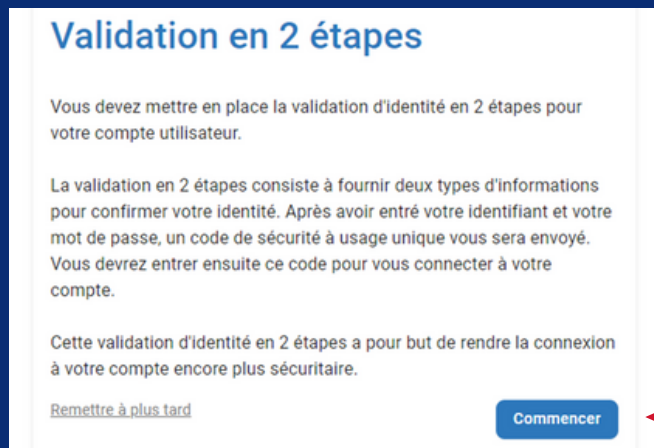 Validation en 2 étapes
Vous devez mettre en place la validation d'identité en 2 étapes pour
votre compte utilisateur.
La validation en 2 étapes consiste à fournir deux types d'informations
pour confirmer votre identité. Après avoir entré votre identifiant et votre
mot de passe, un code de sécurité à usage unique vous sera envoyé.
Vous devrez entrer ensuite ce code pour vous connecter à votre
compte.
Cette validation d'identité en 2 étapes a pour but de rendre la connexion
à votre compte encore plus sécuritaire.
Remettre à plus tard
Commencer